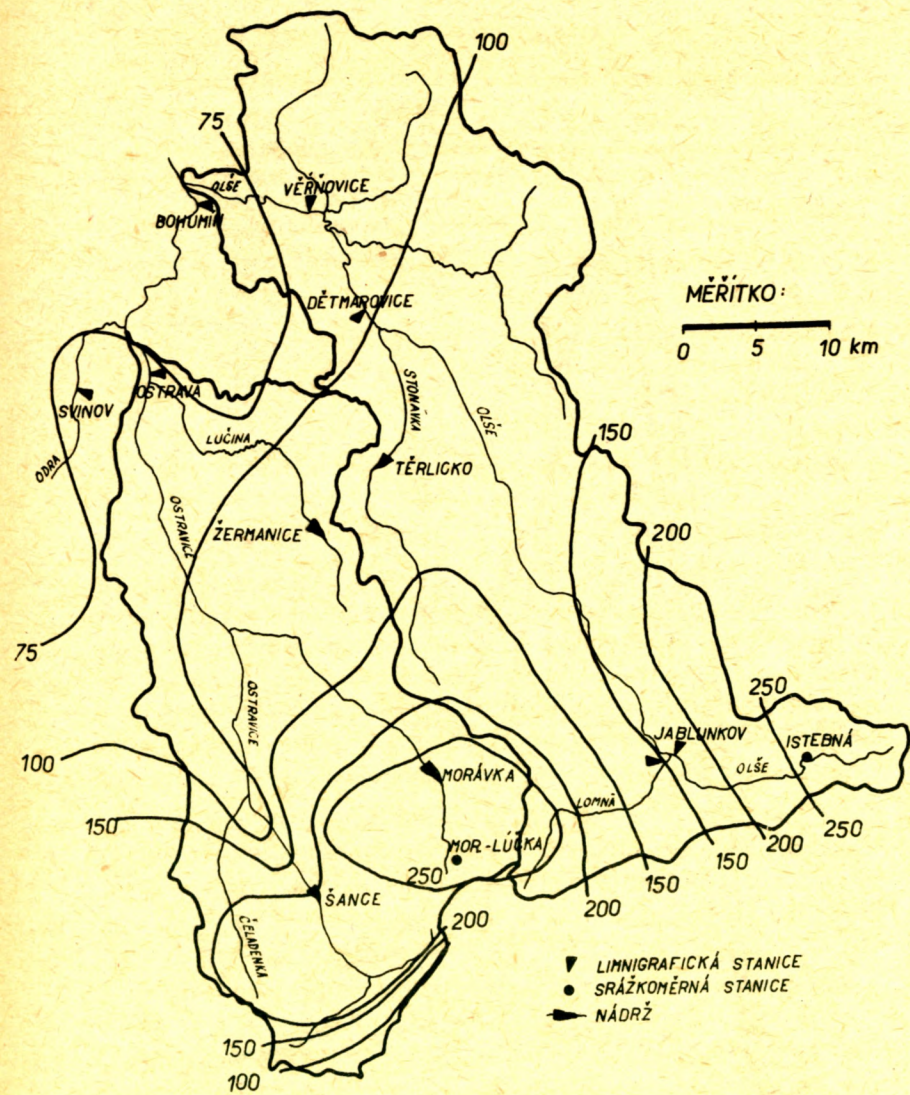 100
75
OLŠE
VĚŘŇOVICE
BOHUMÍN
DĚTMAROVICE
MĚŘÍTKO:
0 5 10 km
OSTRAVA
SVINOV
STONÁVKA
OLŠE
LUČINA
150
ODRA
TĚRLICKO
OSTRAVICE
ŽERMANICE
200
75
OSTRAVICE
250
JABLUNKOV
ISTEBNÁ
100
MORÁVKA
OLŠE
LOMNÁ
150
MOR.-LÚČKA
250
250
200
150
150
ŠANCE
200
200
ČELADENKA
LIMNIGRAFICKÁ STANICE
SRÁŽKOMĚRNÁ STANICE
NÁDRŽ
150
100